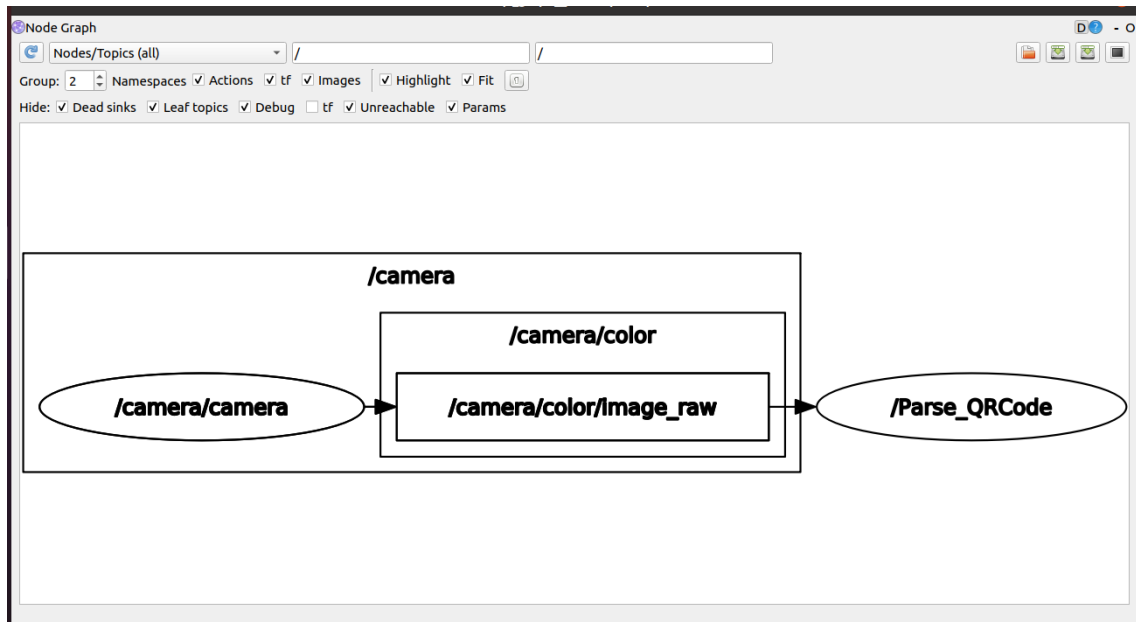 Node Graph
D
- O
Nodes/Topics (all)
/
/
Group: 2 Namespaces Actions tf Images Highlight Fit
Hide: Dead sinks Leaf topics Debug tf Unreachable Params
/camera
/camera/color
/camera/camera
/camera/color/image_raw
/Parse_QRCode